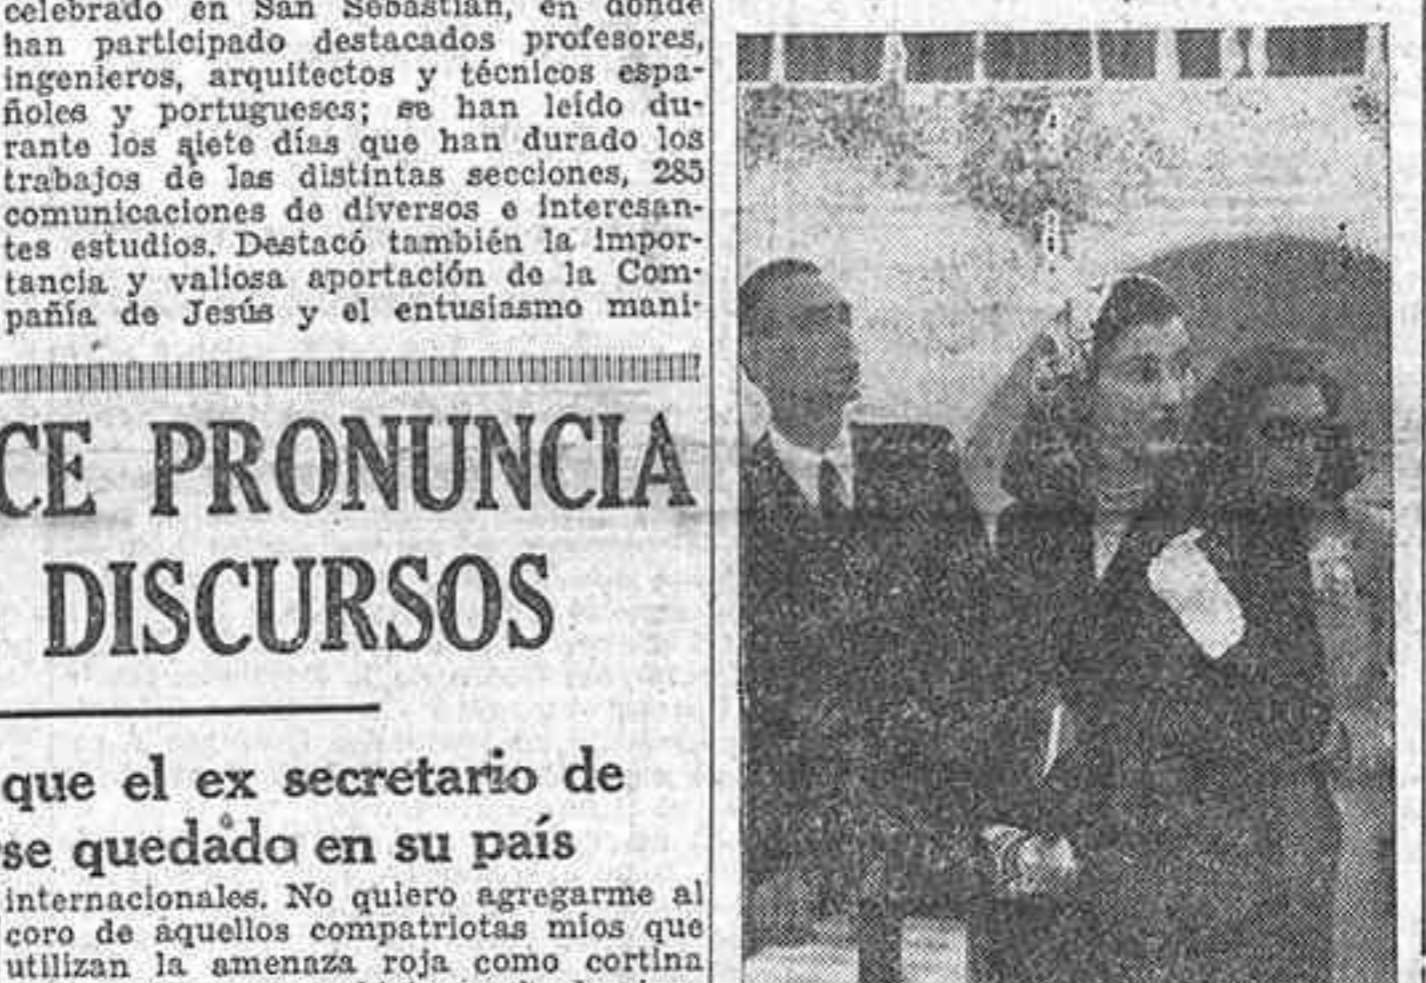 celebrado en San Sebastián, en donde
han participado destacados profesores,
ingenieros, arquitectos y técnicos espa-
ñoles y portugueses; se han leído du-
rante los siete días que han durado los
trabajos de las distintas secciones, 285
comunicaciones de diversos e interesan-
tes estudios. Destacó también la impor-
tancia y valiosa aportación de la Com-
pañía de Jesús y el entusiasmo mani-
CE PRONUNCIA
DISCURSOS
que el ex secretario de
se quedado en su país
internacionales. No quiero agregarme al
coro de aquellos compatriotas míos que
utilizan la amenaza roja como cortina